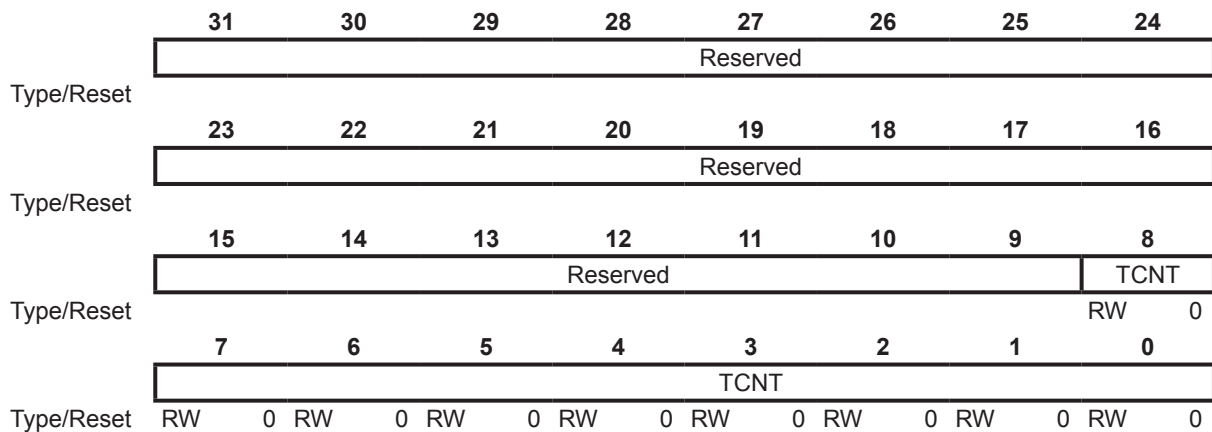 31 30 29 28 27 26 25 24
Reserved
Type/Reset
23 22 21 20 19 18 17 16
Reserved
Type/Reset
15 14 13 12 11 10 9 8
Reserved TCNT
Type/Reset RW 0
7 6 5 4 3 2 1 0
TCNT
Type/Reset RW 0 RW 0 RW 0 RW 0 RW 0 RW 0 RW 0 RW 0